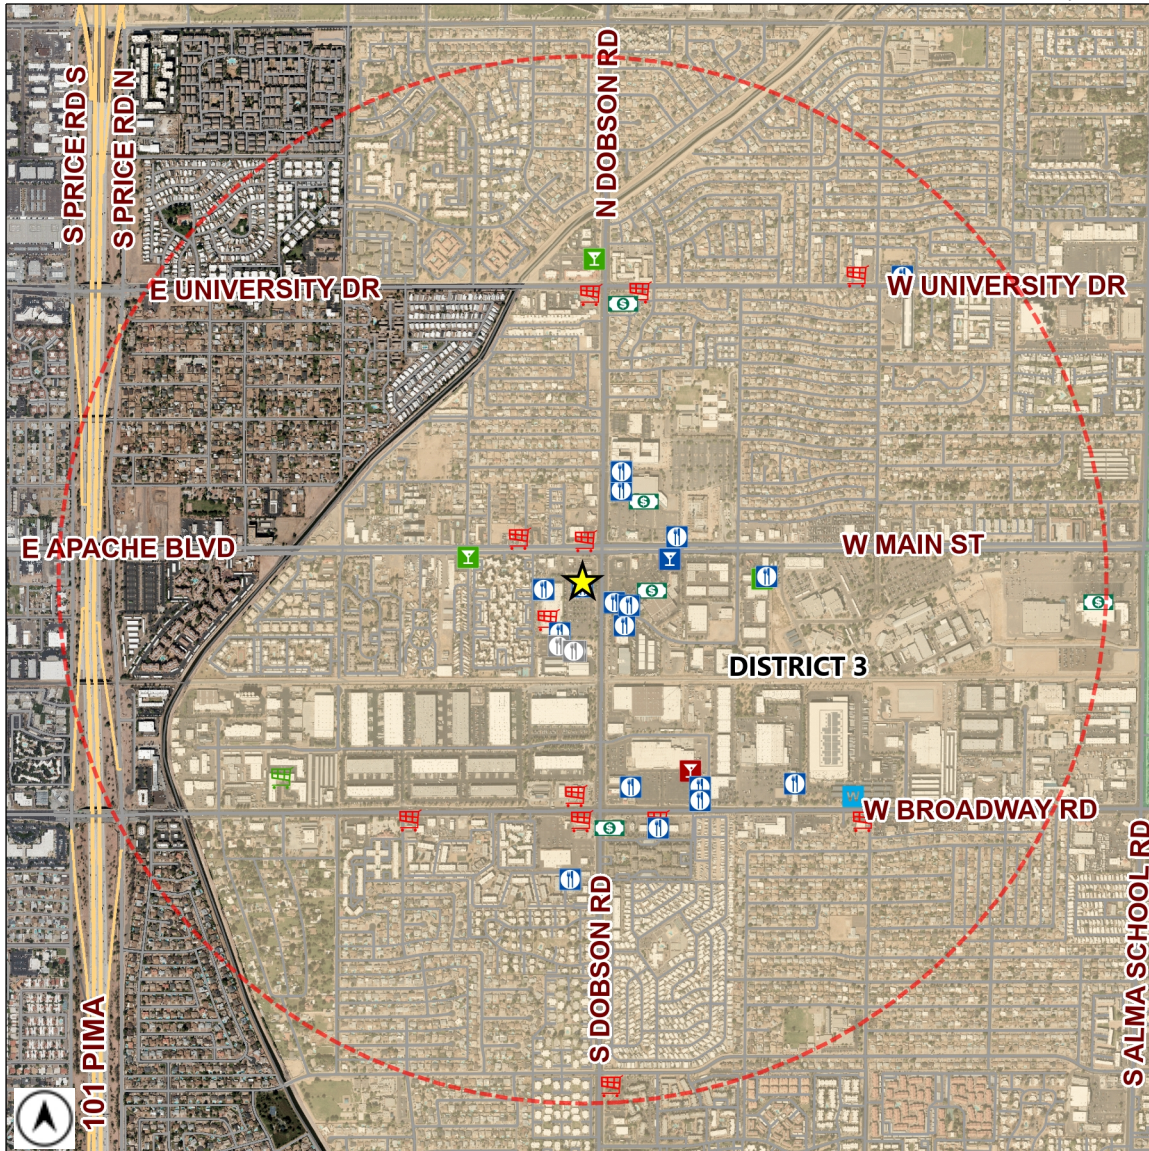 S PRICE RD S
S PRICE RD N
N DOBSON RD
E UNIVERSITY DR
W UNIVERSITY DR
$
$
E APACHE BLVD
W MAIN ST
$
$
DISTRICT 3
W
W BROADWAY RD
$
S DOBSON RD
S ALMA SCHOOL RD
101 PIMA